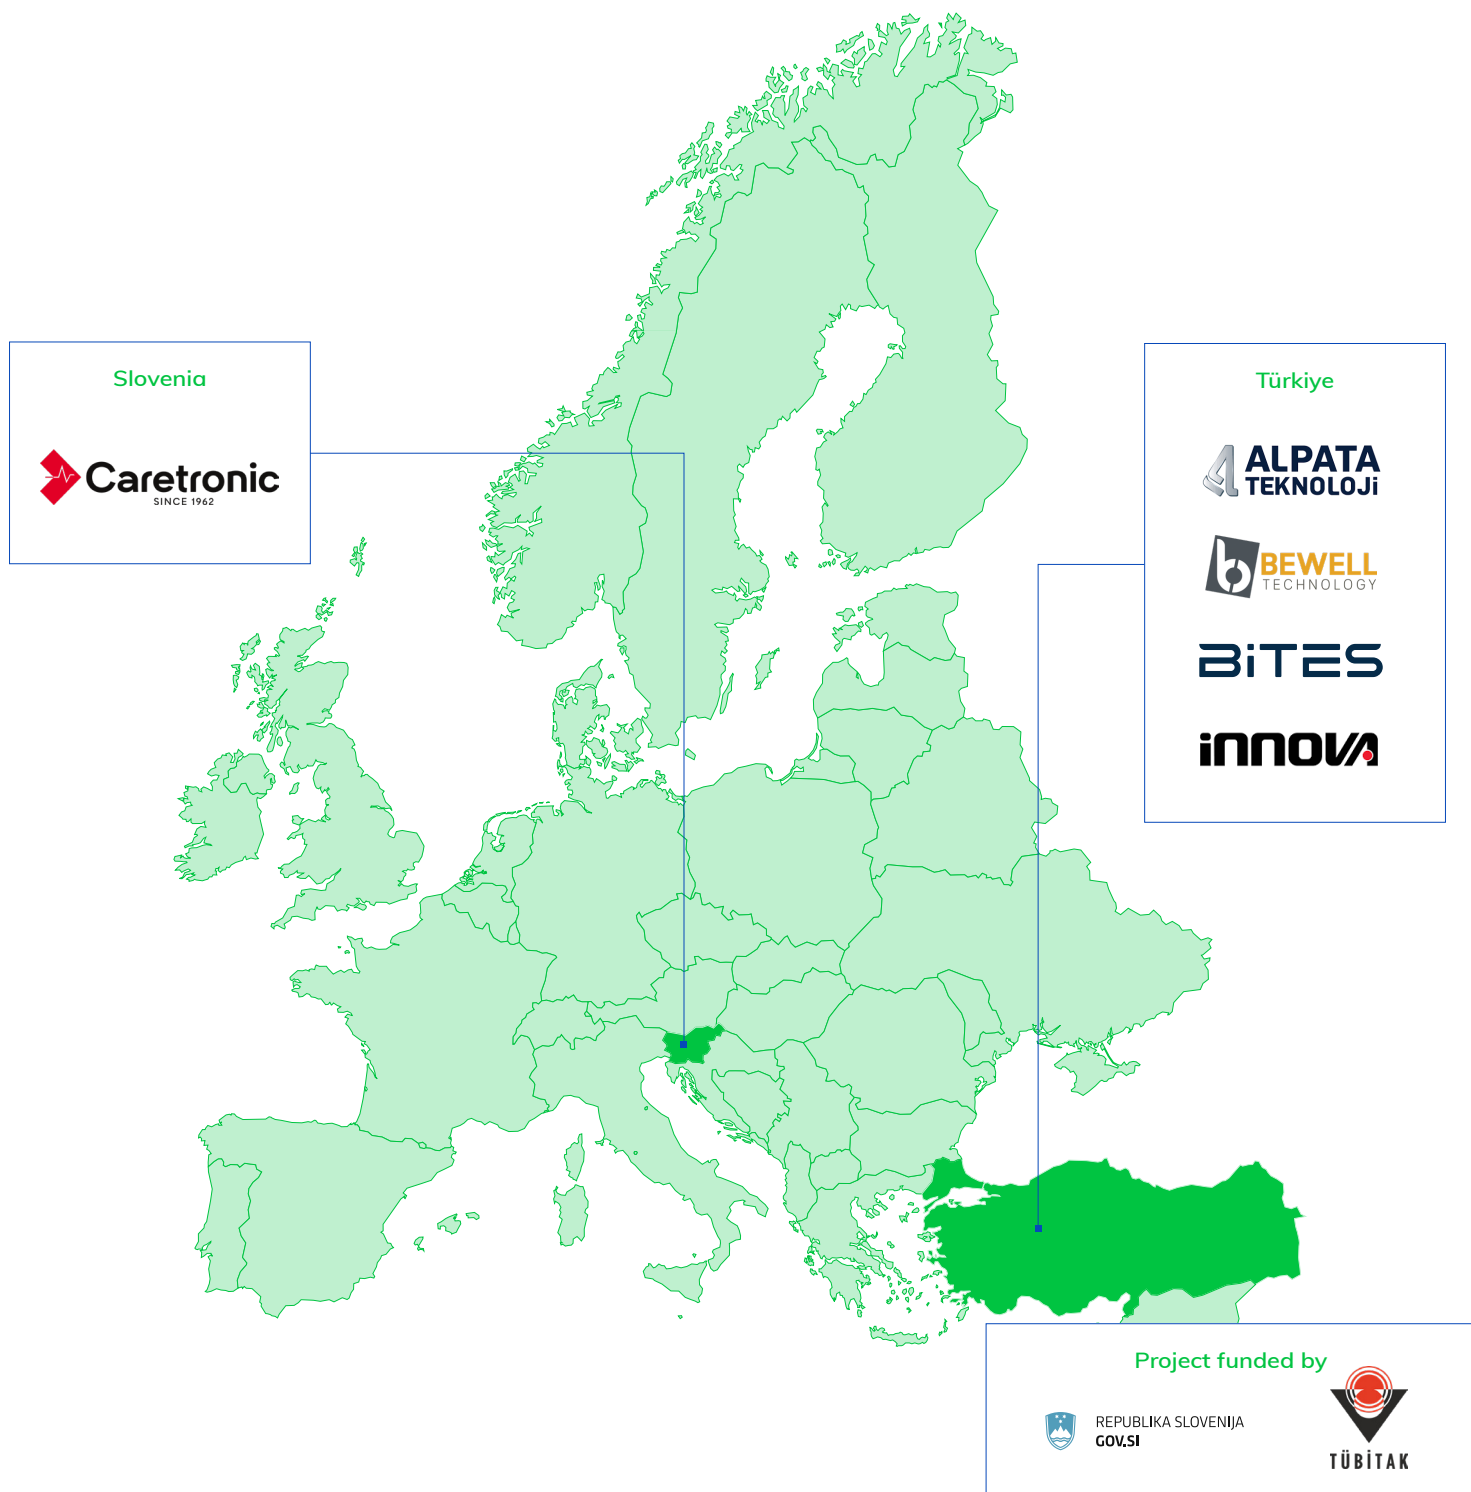 Slovenia
Caretronic
SINCE 1962
Türkiye
ALPATA
TEKNOLOJi
BEWELL
TECHNOLOGY
BiTES
iNNOVA
Project funded by
REPUBLIKA SLOVENIJA
GOV.SI
TÜBİTAK